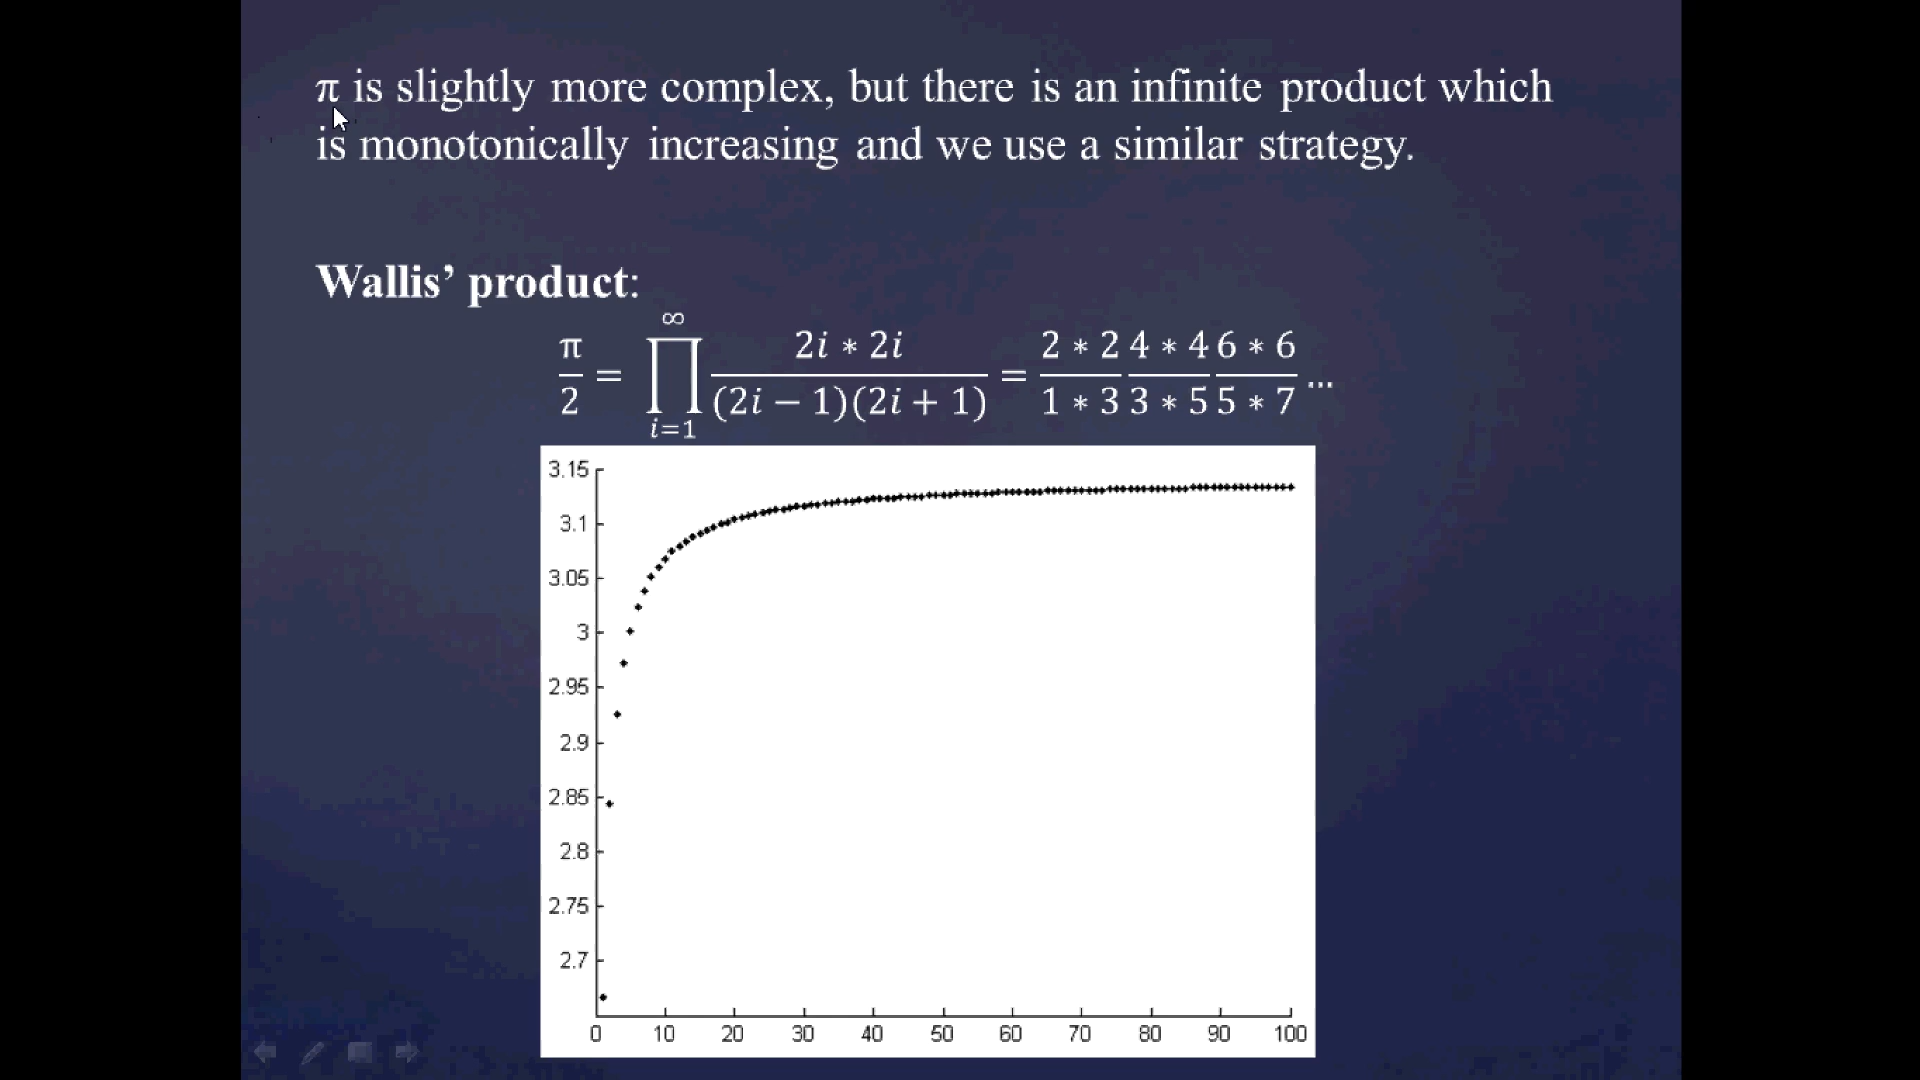 π is slightly more complex, but there is an infinite product which
is monotonically increasing and we use a similar strategy.
Wallis’ product:
π/2 = ∏_{i=1}^{∞} (2i * 2i)/((2i − 1)(2i + 1)) = (2 * 2)/(1 * 3) (4 * 4)/(3 * 5) (6 * 6)/(5 * 7) ...
3.15
3.1
3.05
3
2.95
2.9
2.85
2.8
2.75
2.7
0 10 20 30 40 50 60 70 80 90 100